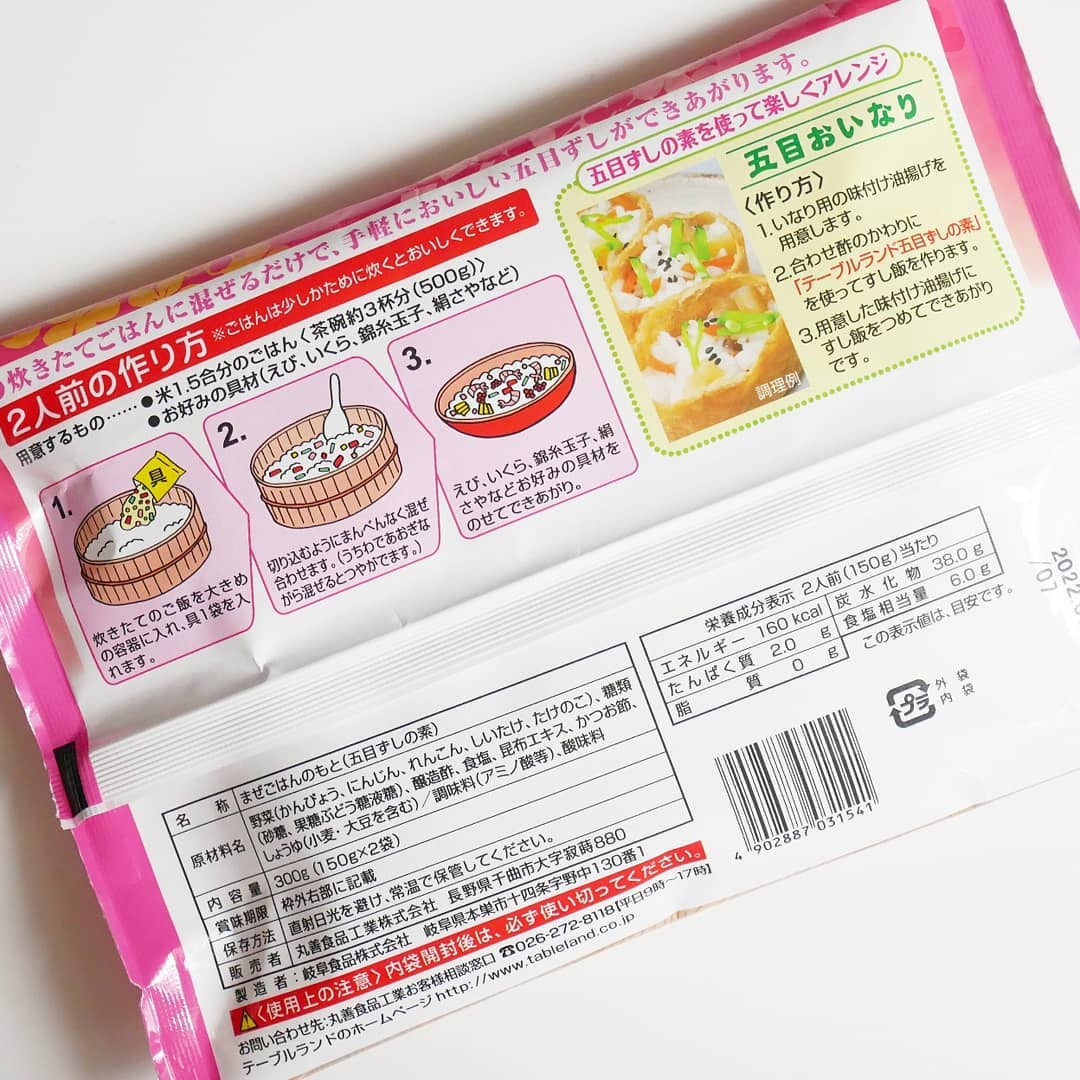 炊きたてごはんに混ぜるだけで、手軽においしい五目ずしができあがります。
2人前の作り方 ※ごはんは少しかために炊くとおいしくできます。
用意するもの……●米1.5合分のごはん〈茶碗約3杯分(500g)〉
●お好みの具材(えび、いくら、錦糸玉子、絹さやなど)
1.
具
炊きたてのご飯を大きめ
の容器に入れ、具1袋を入
れます。
2.
切り込むようにまんべんなく混ぜ
合わせます。(うちわであおぎな
がら混ぜるとつやがでます。)
3.
えび、いくら、錦糸玉子、絹
さやなどお好みの具材を
のせてできあがり。
五目ずしの素を使って楽しくアレンジ
五目おいなり
〈作り方〉
1.いなり用の味付け油揚げを
用意します。
2.合わせ酢のかわりに
「テーブルランド五目ずしの素」
を使ってすし飯を作ります。
3.用意した味付け油揚げに
すし飯をつめてできあがり
です。
調理例
栄養成分表示 2人前(150g)当たり
エネルギー 160kcal 炭水化物 38.0g
たんぱく質 2.0g 食塩相当量 6.0g
脂質 0g この表示値は、目安です。
2022.
/01
外袋
内袋
プラ
名称 まぜごはんのもと(五目ずしの素)
原材料名 野菜(かんぴょう、にんじん、れんこん、しいたけ、たけのこ)、糖類
(砂糖、果糖ぶどう糖液糖)、醸造酢、食塩、昆布エキス、かつお節、
しょうゆ(小麦・大豆を含む)/調味料(アミノ酸等)、酸味料
内容量 300g(150g×2袋)
賞味期限 枠外右部に記載
保存方法 直射日光を避け、常温で保管してください。
販売者 丸善食品工業株式会社 長野県千曲市大字寂蒔880
製造者:岐阜食品株式会社 岐阜県本巣市十四条字野中130番1
〈使用上の注意〉内袋開封後は、必ず使い切ってください。
お問い合わせ先:丸善食品工業お客様相談窓口 ☎026-272-8118【平日9時〜17時】
テーブルランドのホームページ http://www.tableland.co.jp
4 902887 031541